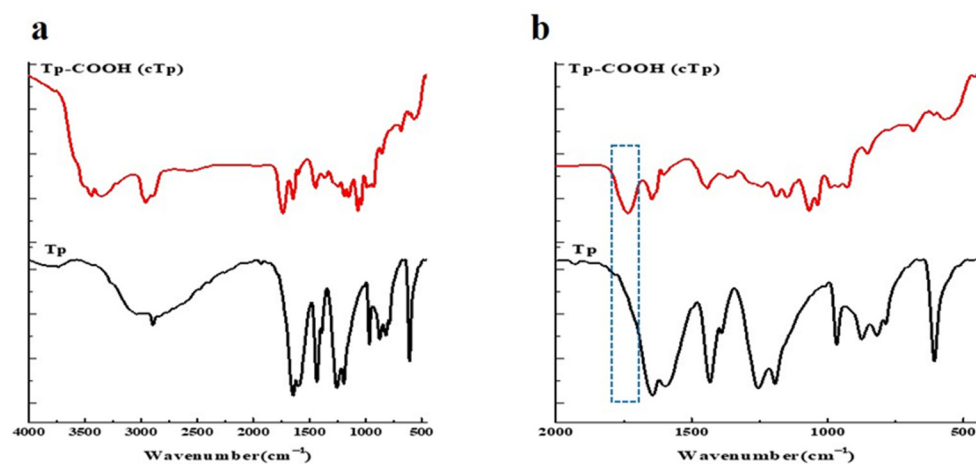 a
b
Tp-COOH (cTp)
Tp-COOH (cTp)
Tp
Tp
4000 3500 3000 2500 2000 1500 1000 500
2000 1500 1000 500
Wavenumber(cm⁻¹)
Wavenumber(cm⁻¹)